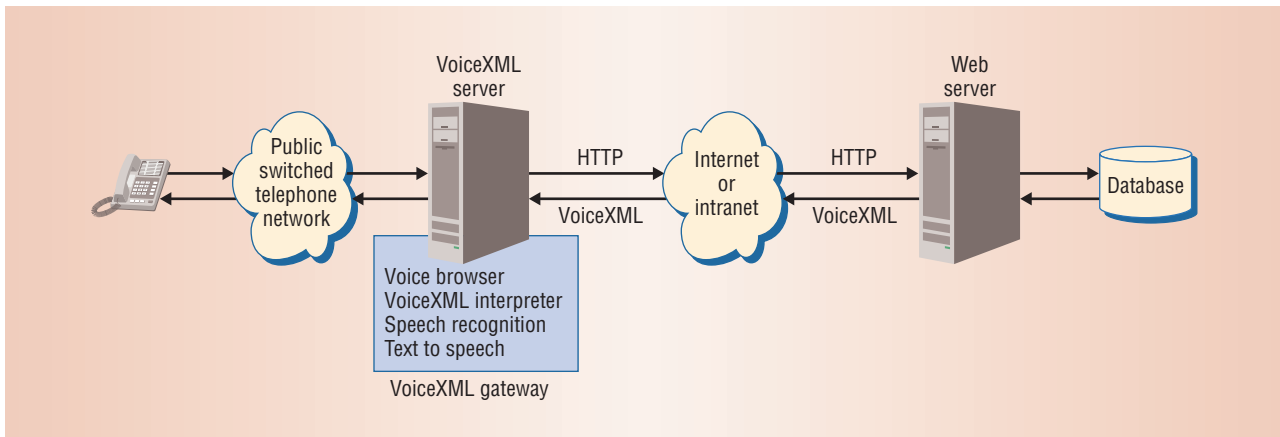 VoiceXML
server
Web
server
Public
switched
telephone
network
HTTP
VoiceXML
Internet
or
intranet
HTTP
VoiceXML
Database
Voice browser
VoiceXML interpreter
Speech recognition
Text to speech
VoiceXML gateway